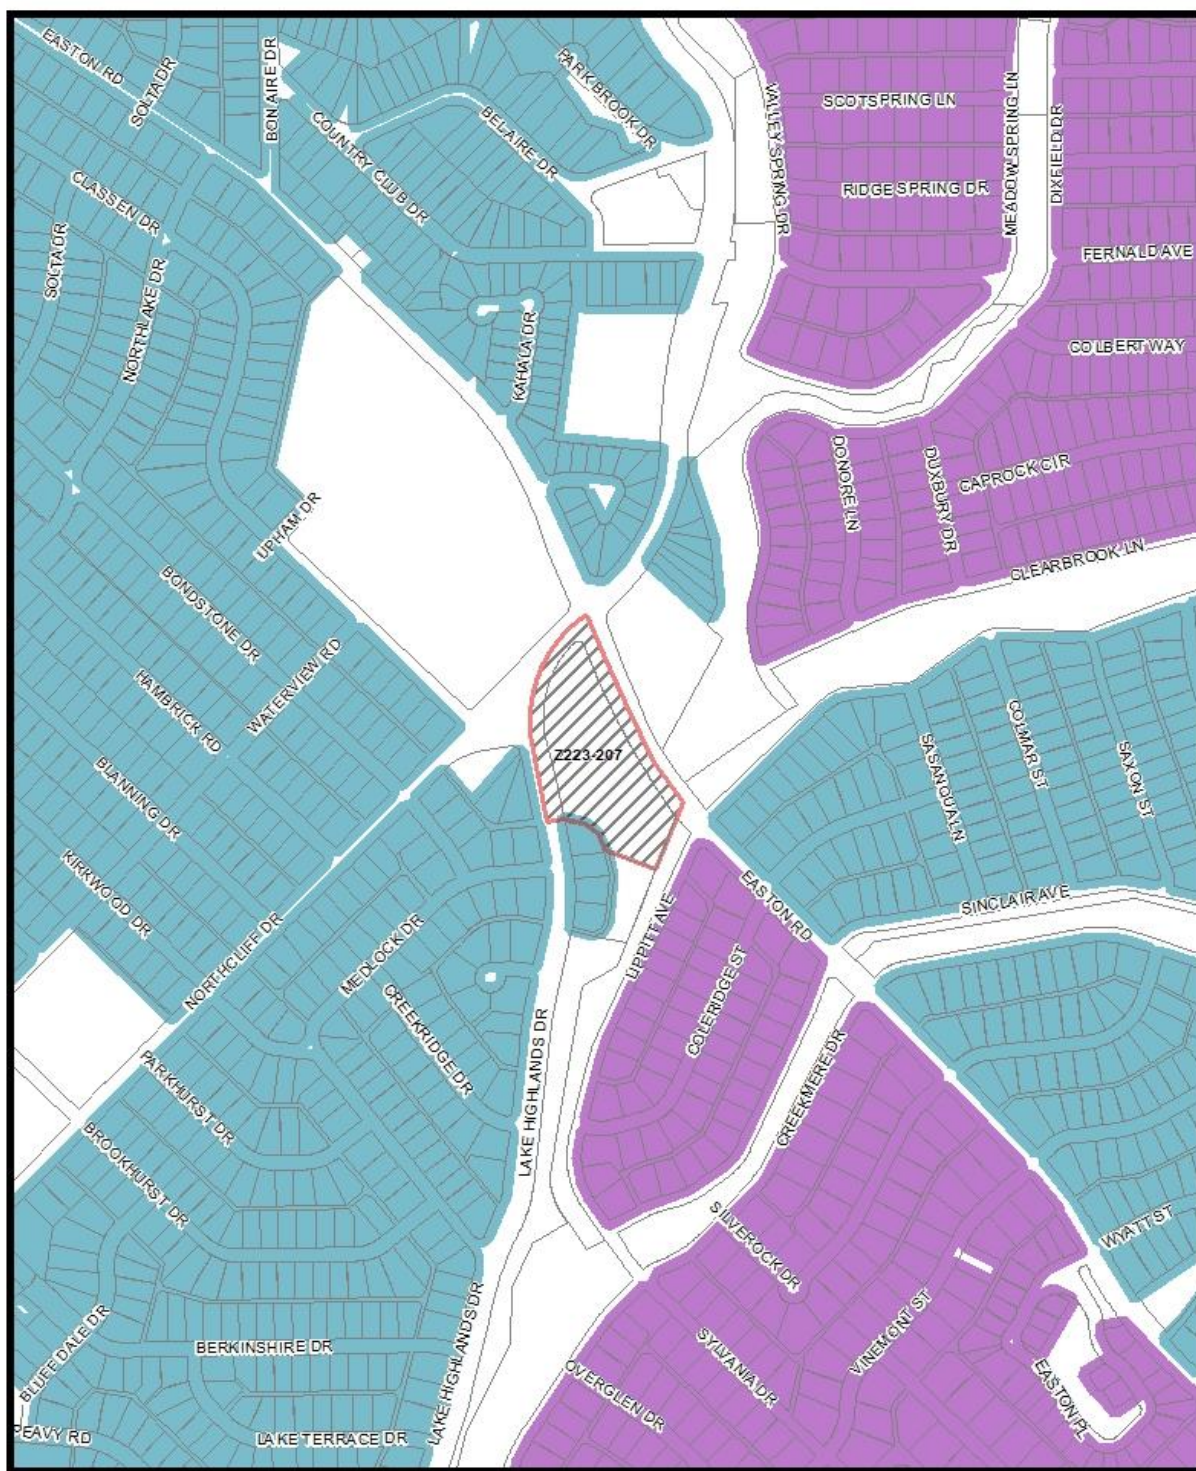 EASTON RD
SOLTA DR
BONAIRE DR
PARK BROOK DR
COUNTRY CLUB DR
BELAIRE DR
VALLEY SPRING DR
SCOTSPRING LN
MEADOW SPRING LN
DIXFIELD DR
RIDGE SPRING DR
CLASSEN DR
SOLTA DR
NORTHLAKE DR
FERNALD AVE
KAHALA DR
COLBERT WAY
DONORE LN
DUXBURY DR
CAPROCK CIR
UPHAM DR
CLEARBROOK LN
BONDSTONE DR
WATERVIEW RD
HAMBRICK RD
Z223-207
SASANQUA LN
COLMAR ST
SAXON ST
BLANNING DR
KIRKWOOD DR
NORTHCLIFF DR
MEDLOCK DR
CREEKRIDGE DR
LIPPITT AVE
EASTON RD
SINCLAIR AVE
COLERIDGE ST
LAKE HIGHLANDS DR
CREEKMERE DR
PARKHURST DR
BROOKHURST DR
SILVEROCK DR
WYATT ST
BLUFFDALE DR
BERKINSHIRE DR
LAKE HIGHLANDS DR
SYLVANIA DR
VINEMONT ST
OVERGLEN DR
EASTON PL
PEAVY RD
LAKE TERRACE DR